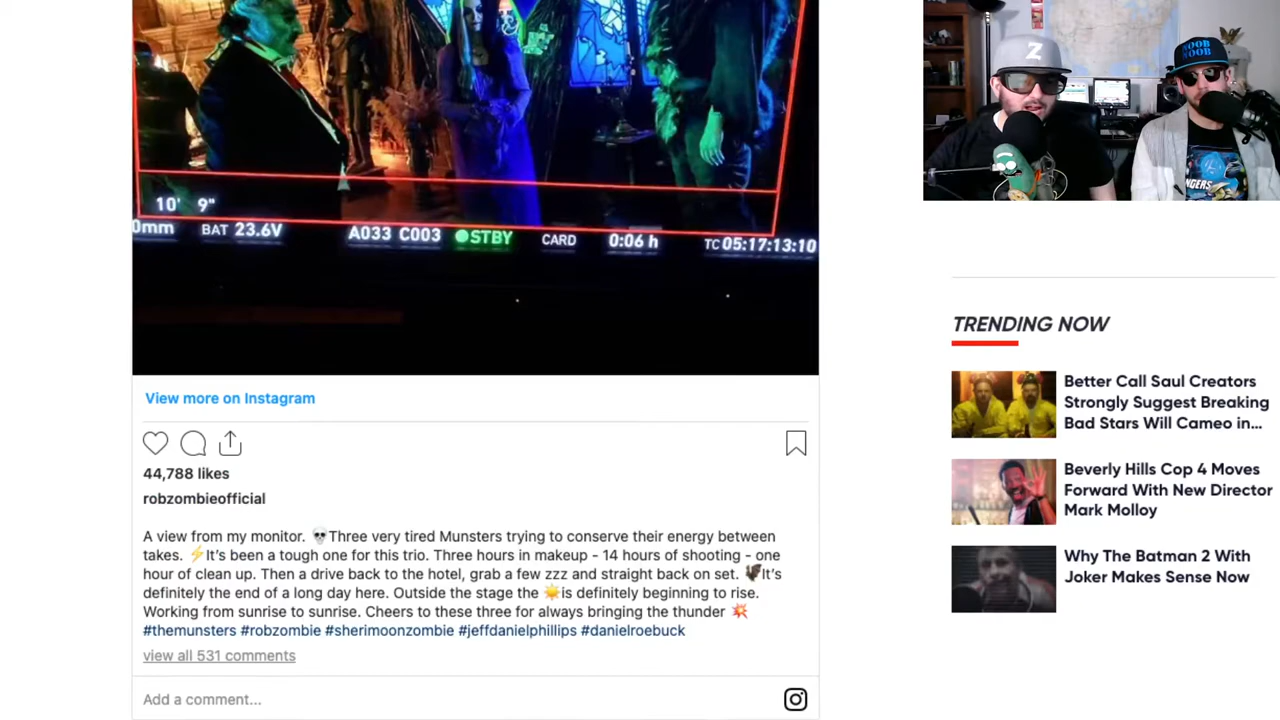 10' 9"
0mm BAT 23.6V A033 C003 STBY CARD 0:06 h TC 05:17:13:10
View more on Instagram
44,788 likes
robzombieofficial
A view from my monitor. 💀Three very tired Munsters trying to conserve their energy between
takes. ⚡It's been a tough one for this trio. Three hours in makeup - 14 hours of shooting - one
hour of clean up. Then a drive back to the hotel, grab a few zzz and straight back on set. 🦇It's
definitely the end of a long day here. Outside the stage the ☀️is definitely beginning to rise.
Working from sunrise to sunrise. Cheers to these three for always bringing the thunder 💥
#themunsters #robzombie #sherimoonzombie #jeffdanielphillips #danielroebuck
view all 531 comments
Add a comment...
Z
NOOB
NOOB
TRENDING NOW
Better Call Saul Creators
Strongly Suggest Breaking
Bad Stars Will Cameo in...
Beverly Hills Cop 4 Moves
Forward With New Director
Mark Molloy
Why The Batman 2 With
Joker Makes Sense Now